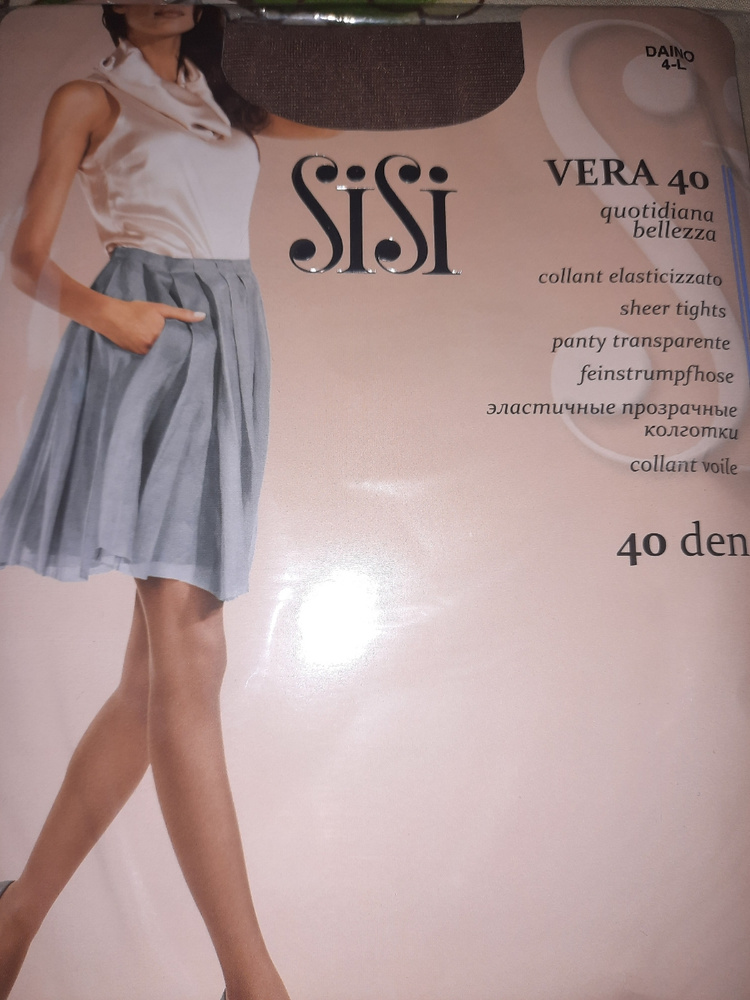 DAINO
4-L
SiSi
VERA 40
quotidiana
bellezza
collant elasticizzato
sheer tights
panty transparente
feinstrumpfhose
эластичные прозрачные
колготки
collant voile
40 den